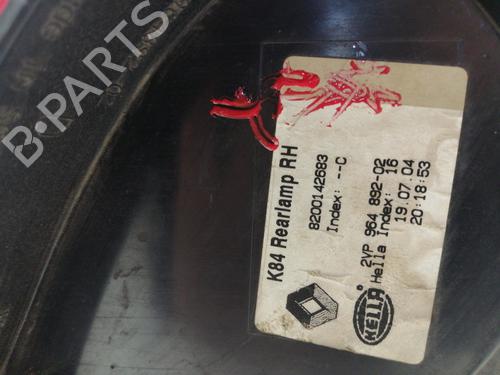 B-PARTS
K84 Rearlamp RH
8200142683
Index: --C
2VP 964 892-02
Hella Index: 16
19.07.04
20:18:53
HELLA